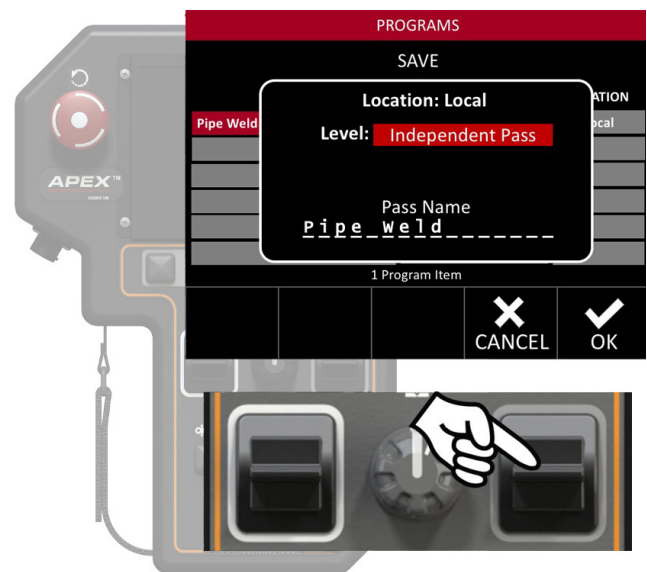 PROGRAMS
SAVE
Location: Local
ATION
Pipe Weld
ocal
Level: Independent Pass
Pass Name
Pipe_Weld_______
1 Program Item
CANCEL
OK
APEX™